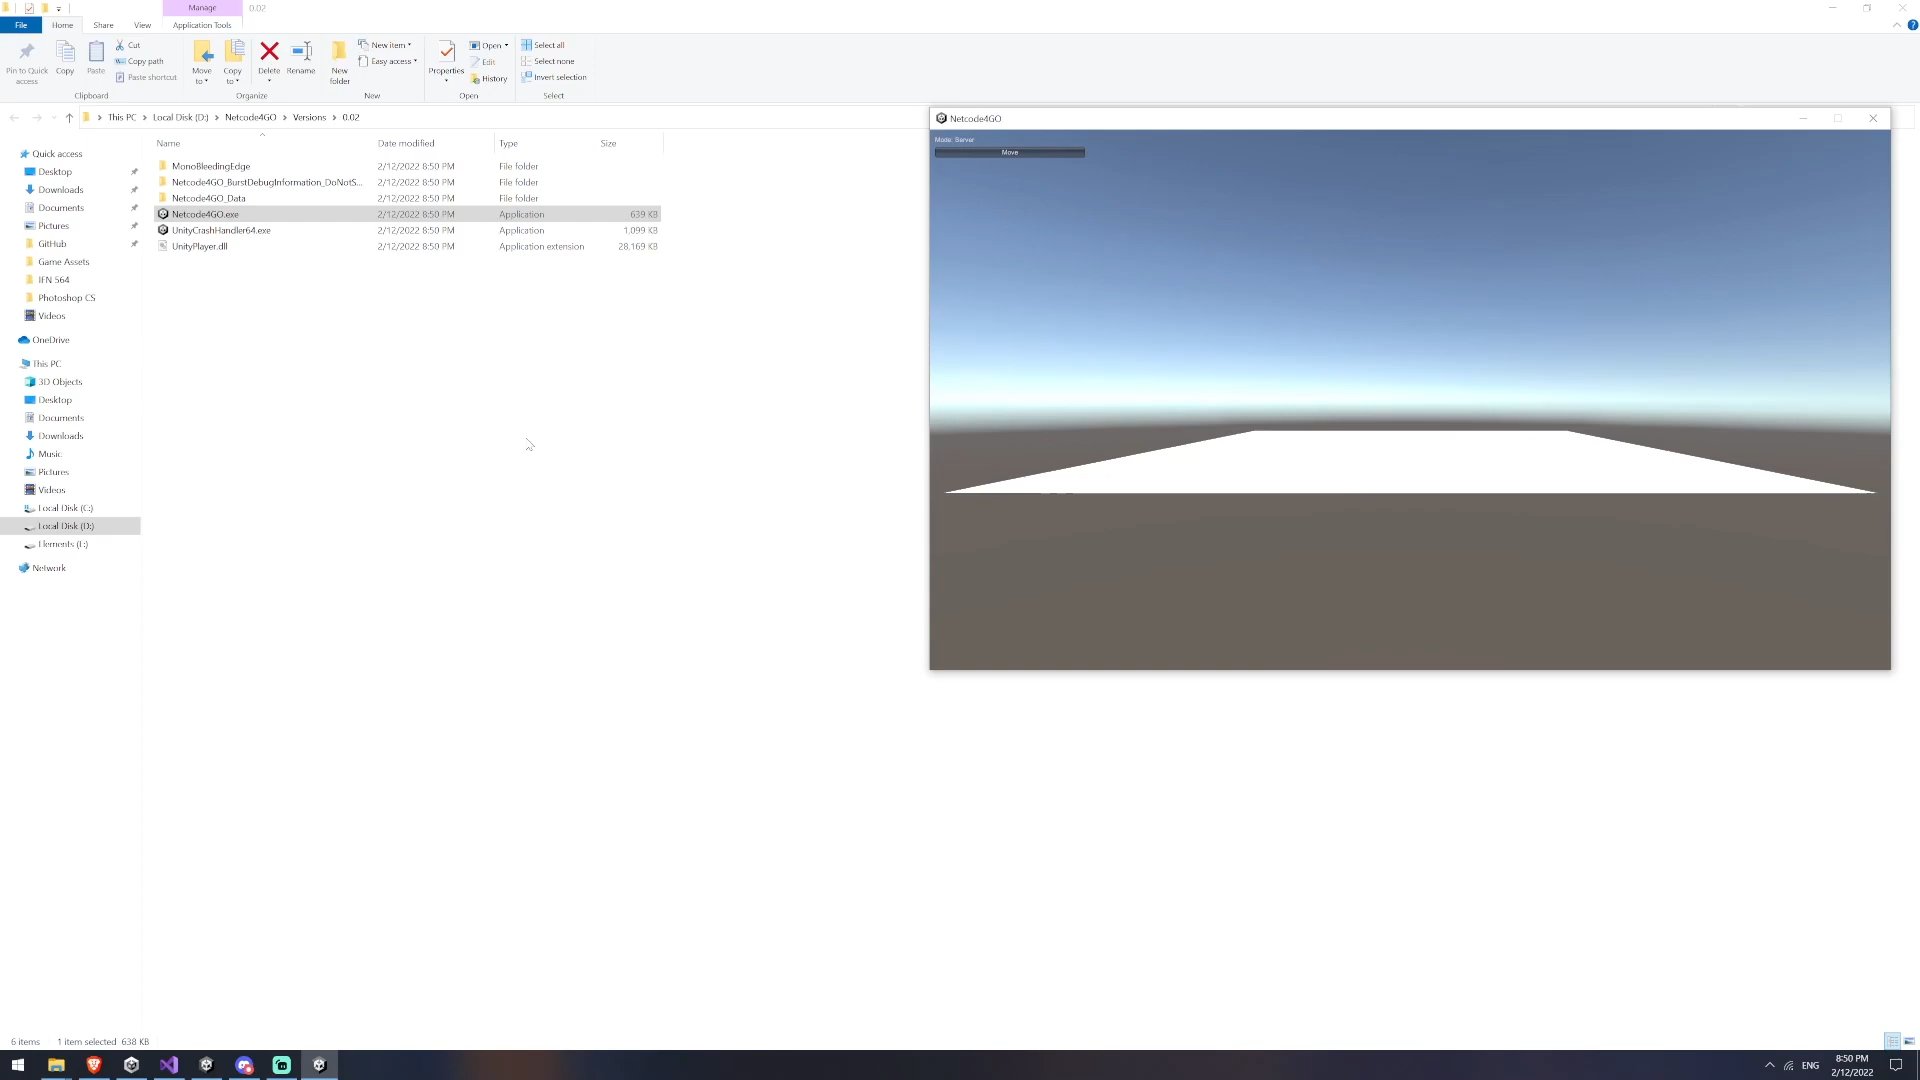 Manage
0.02
File
Home
Share
View
Application Tools
Pin to Quick access
Copy
Paste
Cut
Copy path
Paste shortcut
Clipboard
Move to
Copy to
Delete
Rename
Organize
New folder
New item
Easy access
New
Properties
Open
Edit
History
Open
Select all
Select none
Invert selection
Select
This PC
Local Disk (D:)
Netcode4GO
Versions
0.02
Name
Date modified
Type
Size
MonoBleedingEdge 2/12/2022 8:50 PM File folder
Netcode4GO_BurstDebugInformation_DoNotS... 2/12/2022 8:50 PM File folder
Netcode4GO_Data 2/12/2022 8:50 PM File folder
Netcode4GO.exe 2/12/2022 8:50 PM Application 639 KB
UnityCrashHandler64.exe 2/12/2022 8:50 PM Application 1,099 KB
UnityPlayer.dll 2/12/2022 8:50 PM Application extension 28,169 KB
Quick access
Desktop
Downloads
Documents
Pictures
GitHub
Game Assets
IFN 564
Photoshop CS
Videos
OneDrive
This PC
3D Objects
Desktop
Documents
Downloads
Music
Pictures
Videos
Local Disk (C:)
Local Disk (D:)
Elements (E:)
Network
Netcode4GO
Mode: Server
Move
6 items
1 item selected 638 KB
ENG
8:50 PM
2/12/2022